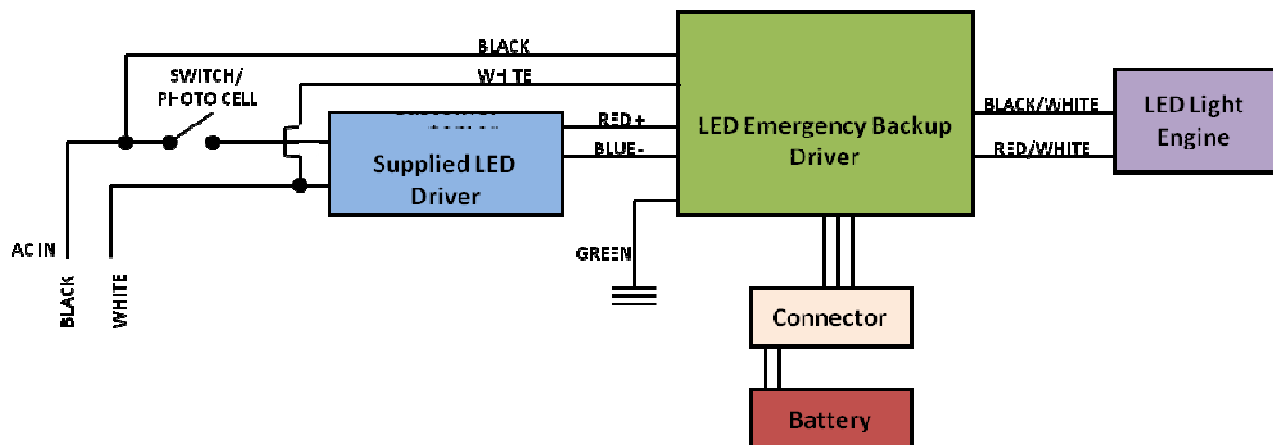 BLACK
WHITE
SWITCH/
PHOTO CELL
RED +
BLUE -
Supplied LED
Driver
LED Emergency Backup
Driver
BLACK/WHITE
RED/WHITE
LED Light
Engine
AC IN
BLACK
WHITE
GREEN
Connector
Battery